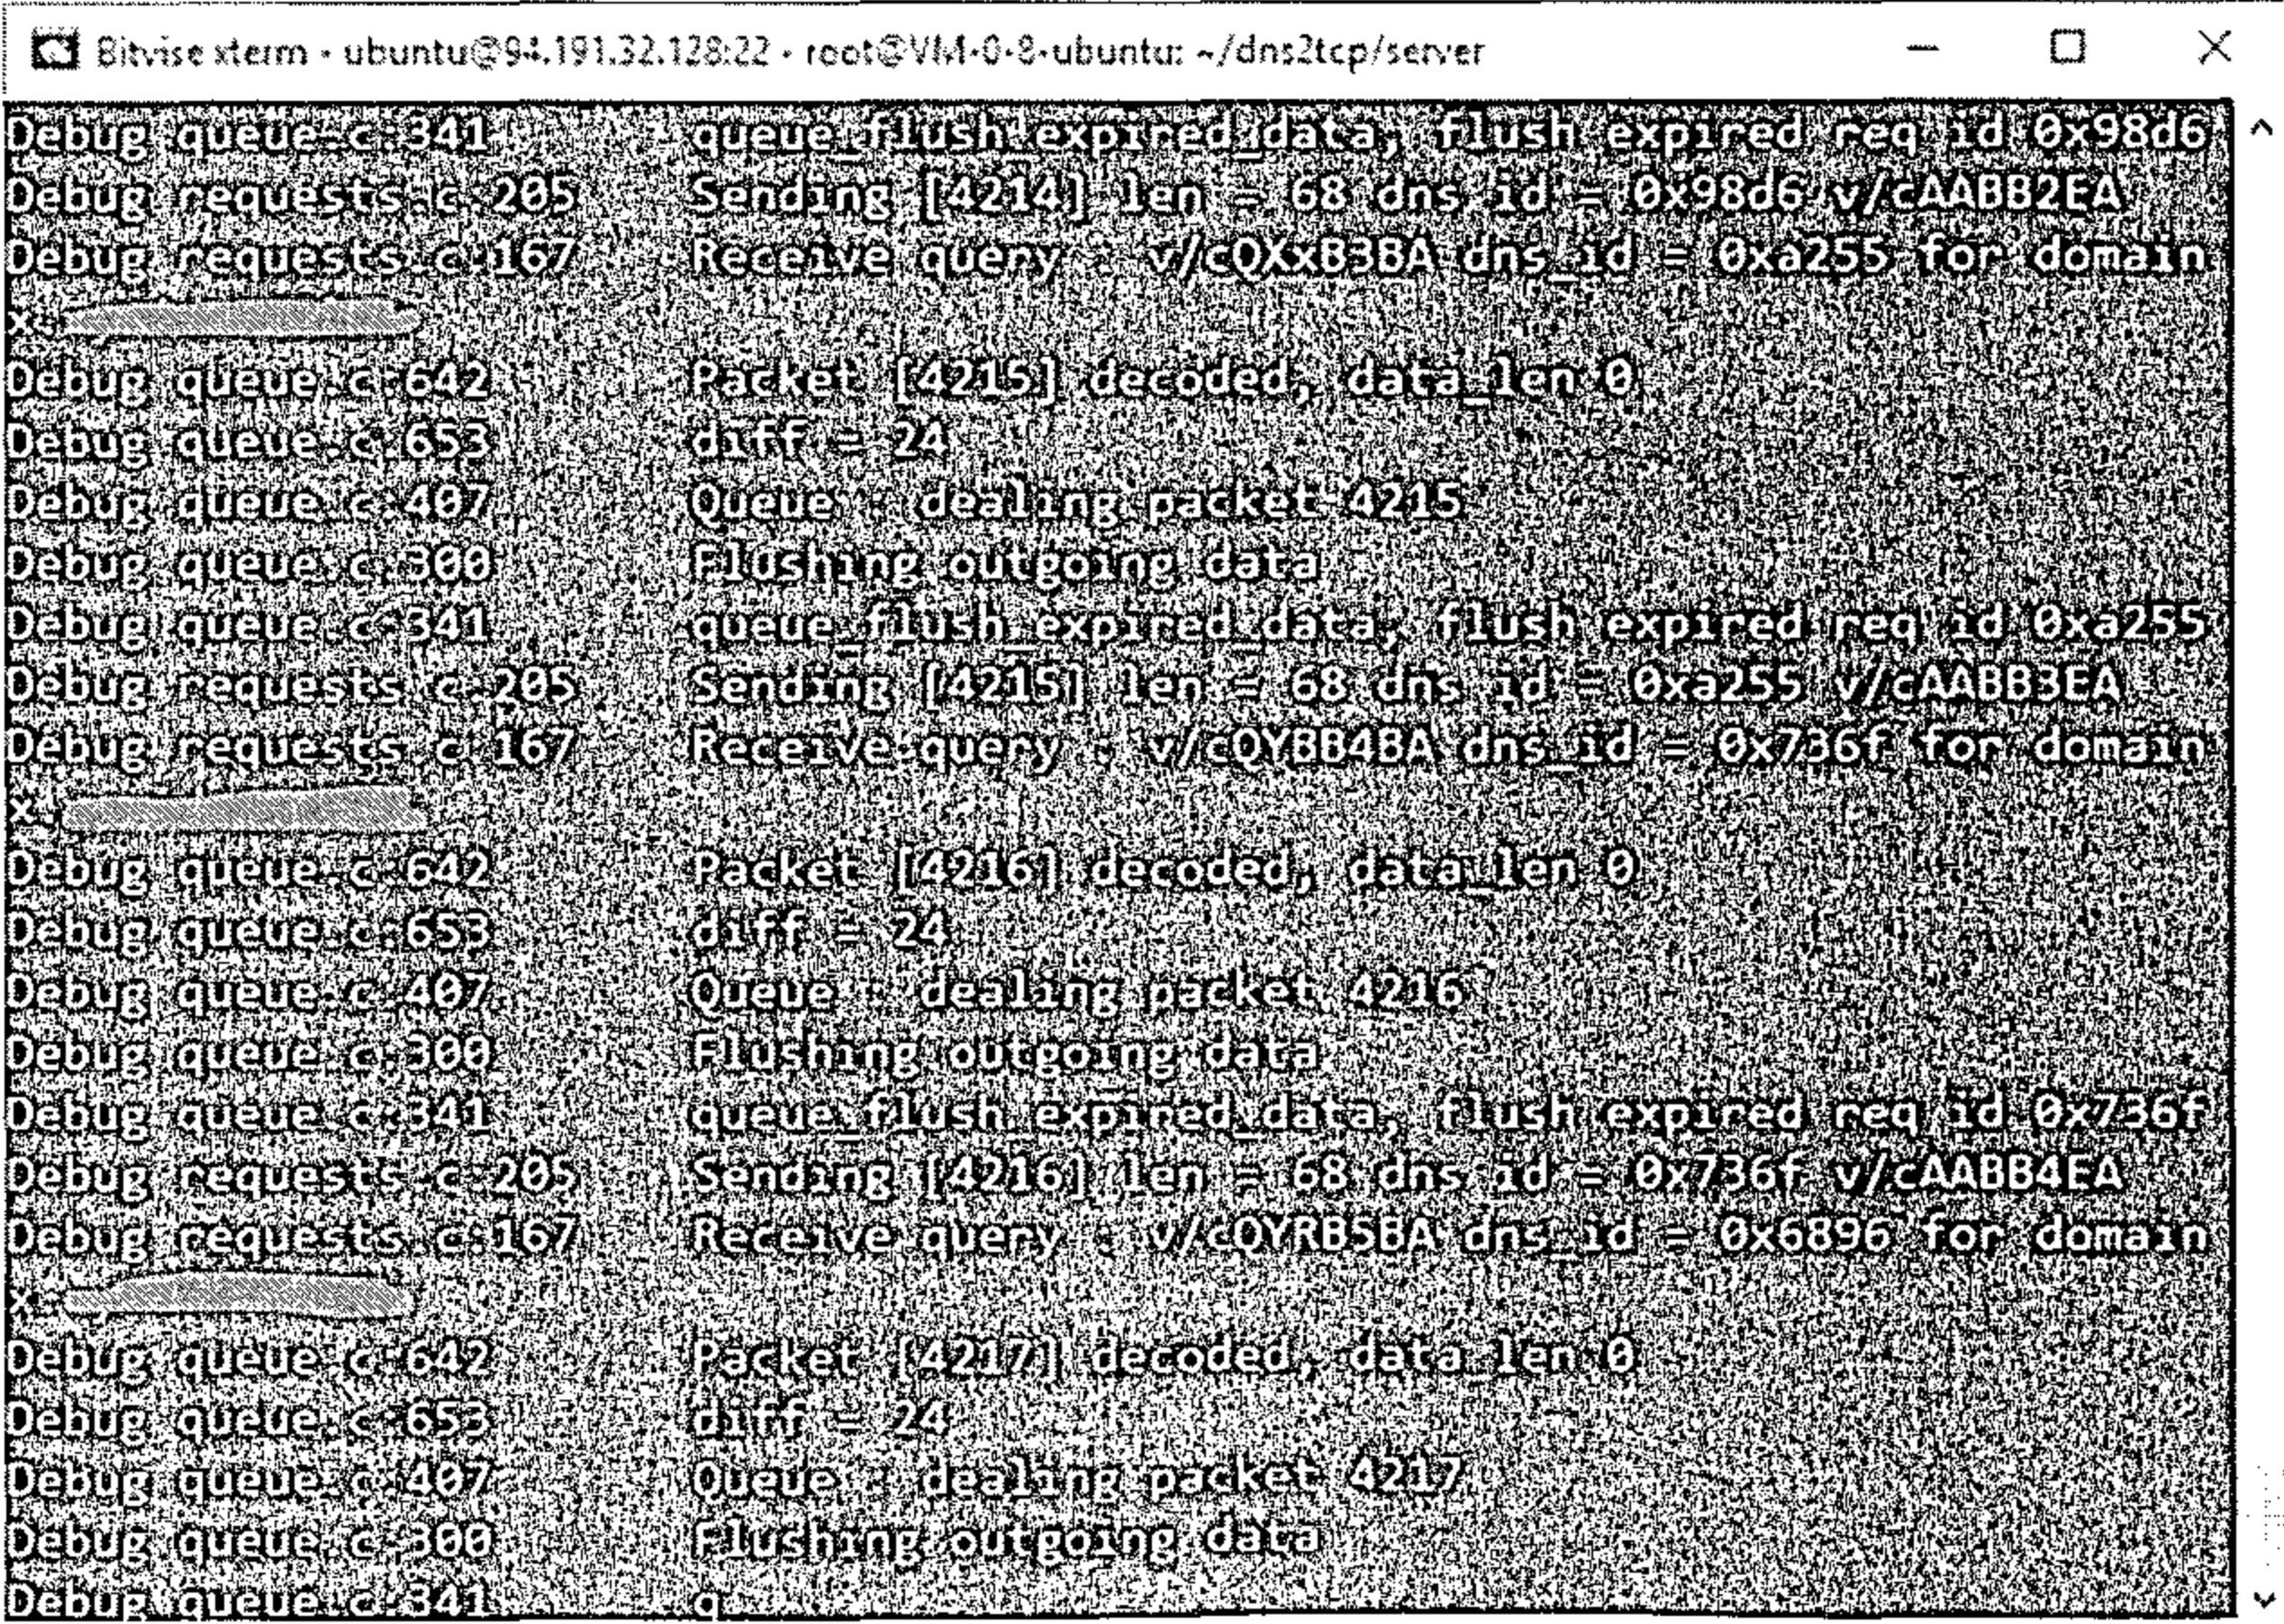 Bitvise xterm - ubuntu@94.191.32.128:22 - root@VM-0-8-ubuntu: ~/dns2tcp/server
Debug queue.c:341 queue_flush_expired_data, flush expired req id 0x98d6
Debug requests.c:205 Sending [4214] len = 68 dns id = 0x98d6 v/cAABB2EA
Debug requests.c:167 Receive query : v/cQXxB3BA dns_id = 0xa255 for domain
x.
Debug queue.c:642 Packet [4215] decoded, data_len 0
Debug queue.c:653 diff = 24
Debug queue.c:407 Queue : dealing packet 4215
Debug queue.c:300 Flushing outgoing data
Debug queue.c:341 queue_flush_expired_data, flush expired req id 0xa255
Debug requests.c:205 Sending [4215] len = 68 dns id = 0xa255 v/cAABB3EA
Debug requests.c:167 Receive query : v/cQYBB4BA dns_id = 0x736f for domain
x.
Debug queue.c:642 Packet [4216] decoded, data_len 0
Debug queue.c:653 diff = 24
Debug queue.c:407 Queue : dealing packet 4216
Debug queue.c:300 Flushing outgoing data
Debug queue.c:341 queue_flush_expired_data, flush expired req id 0x736f
Debug requests.c:205 Sending [4216] len = 68 dns id = 0x736f v/cAABB4EA
Debug requests.c:167 Receive query : v/cQYRB5BA dns_id = 0x6896 for domain
x.
Debug queue.c:642 Packet [4217] decoded, data_len 0
Debug queue.c:653 diff = 24
Debug queue.c:407 Queue : dealing packet 4217
Debug queue.c:300 Flushing outgoing data
Debug queue.c:341 q